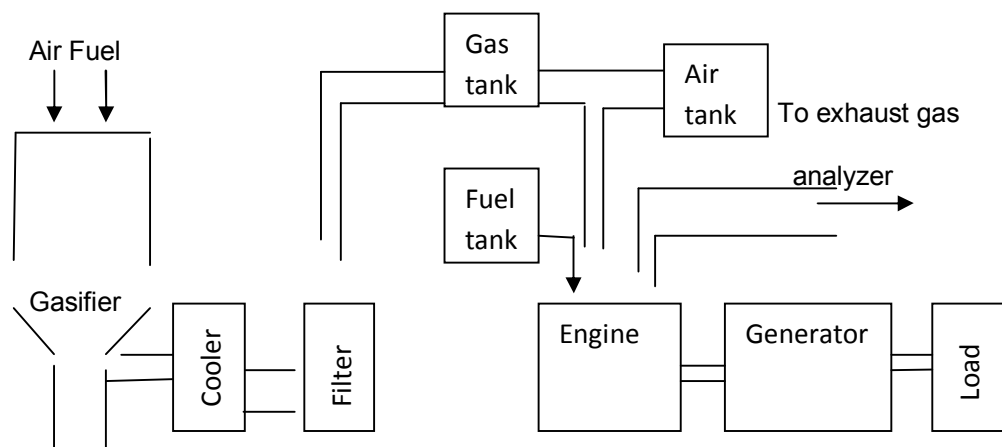 Air Fuel
Gas
tank
Air
tank
To exhaust gas
analyzer
Fuel
tank
Gasifier
Cooler
Filter
Engine
Generator
Load